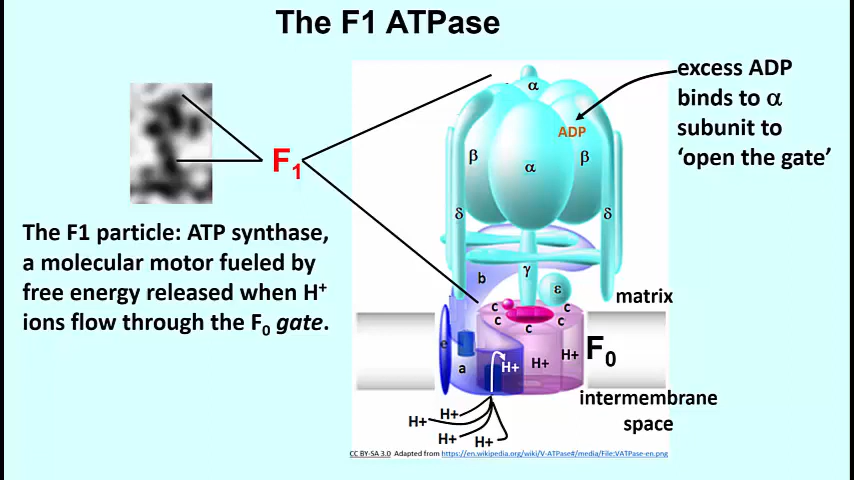 The F1 ATPase
excess ADP
binds to α
subunit to
‘open the gate’
F1
The F1 particle: ATP synthase,
a molecular motor fueled by
free energy released when H+
ions flow through the F0 gate.
α
ADP
β
α
β
δ
δ
b
γ
ε
matrix
c
c
c
c
c
e
a
H+
H+
H+
F0
intermembrane
space
H+
H+
H+
H+
CC BY-SA 3.0 Adapted from https://en.wikipedia.org/wiki/V-ATPase#/media/File:VATPase-en.png